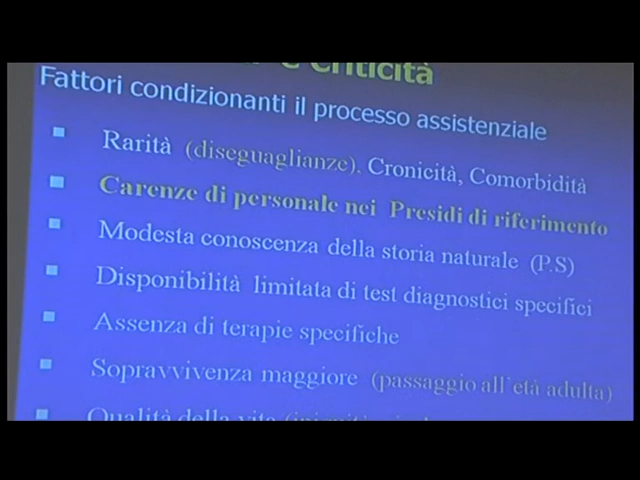 e criticità
Fattori condizionanti il processo assistenziale
Rarità (diseguaglianze), Cronicità, Comorbidità
Carenze di personale nei Presidi di riferimento
Modesta conoscenza della storia naturale (P.S)
Disponibilità limitata di test diagnostici specifici
Assenza di terapie specifiche
Sopravvivenza maggiore (passaggio all'età adulta)
Qualità della vita